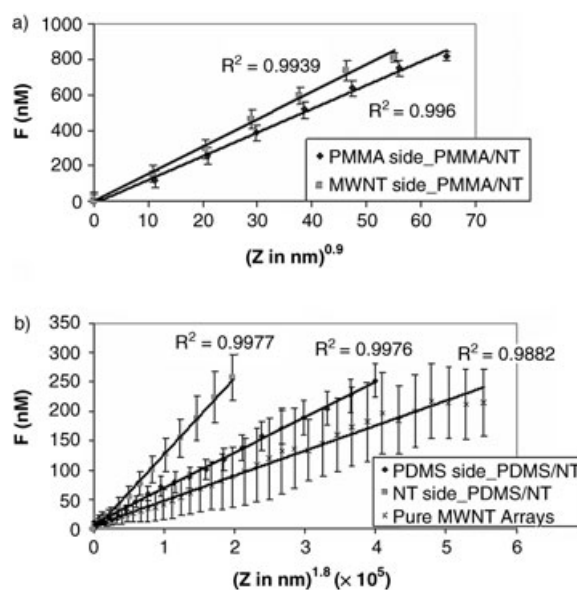 a)
1000
800
600
400
200
0
F (nM)
R² = 0.9939
R² = 0.996
PMMA side_PMMA/NT
MWNT side_PMMA/NT
0 10 20 30 40 50 60 70
(Z in nm)^0.9
b)
350
300
250
200
150
100
50
0
F (nM)
R² = 0.9977
R² = 0.9976
R² = 0.9882
PDMS side_PDMS/NT
NT side_PDMS/NT
Pure MWNT Arrays
0 1 2 3 4 5 6
(Z in nm)^1.8 (× 10⁵)